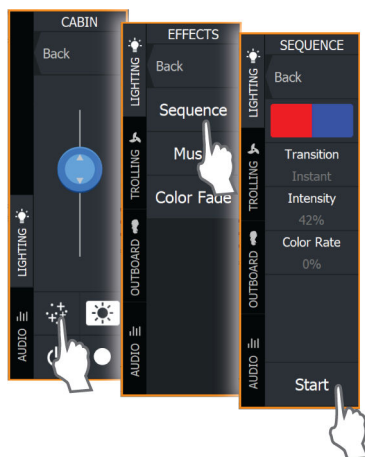 CABIN
Back
LIGHTING
AUDIO
EFFECTS
Back
Sequence
Mus
Color Fade
LIGHTING
TROLLING
OUTBOARD
AUDIO
SEQUENCE
Back
Transition
Instant
Intensity
42%
Color Rate
0%
Start
LIGHTING
TROLLING
OUTBOARD
AUDIO